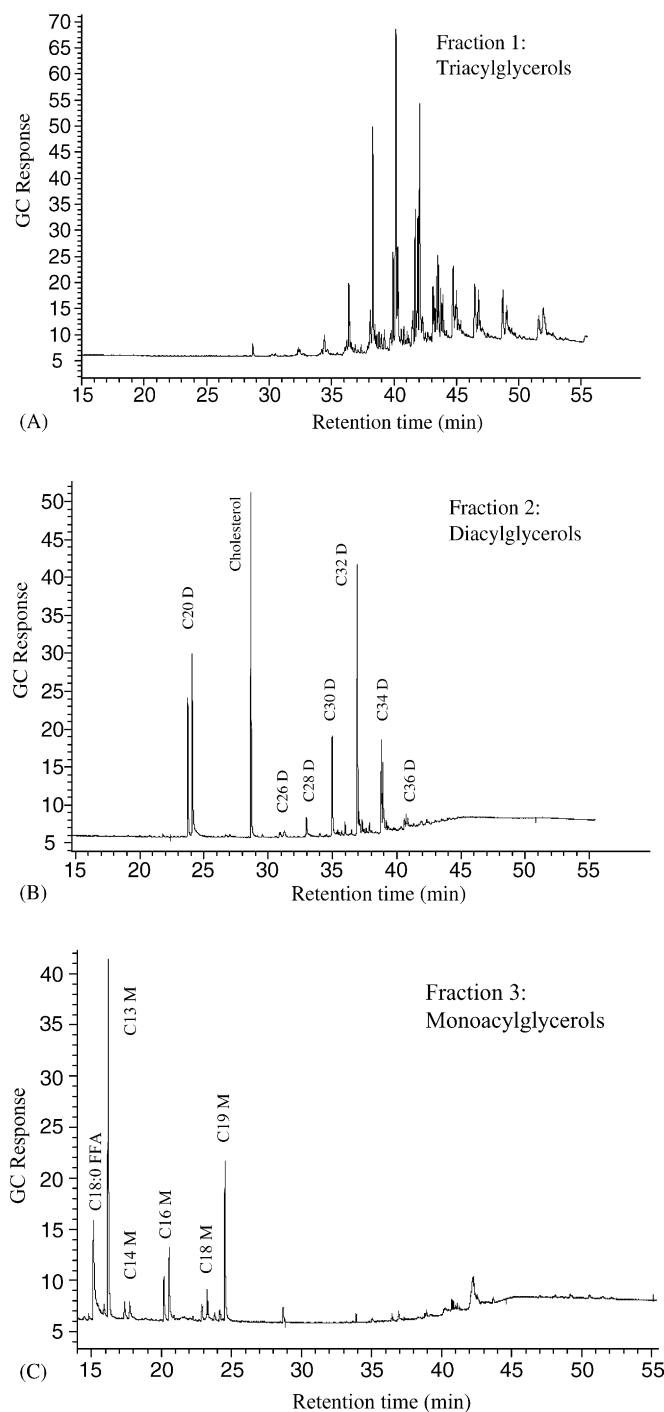 70
65
60
55
50
45
40
35
30
25
20
15
10
5
GC Response
Fraction 1:
Triacylglycerols
15 20 25 30 35 40 45 50 55
Retention time (min)
(A)
50
45
40
35
30
25
20
15
10
5
GC Response
Fraction 2:
Diacylglycerols
C20 D
Cholesterol
C26 D
C28 D
C30 D
C32 D
C34 D
C36 D
15 20 25 30 35 40 45 50 55
Retention time (min)
(B)
40
35
30
25
20
15
10
5
GC Response
Fraction 3:
Monoacylglycerols
C18:0 FFA
C13 M
C14 M
C16 M
C18 M
C19 M
15 20 25 30 35 40 45 50 55
Retention time (min)
(C)